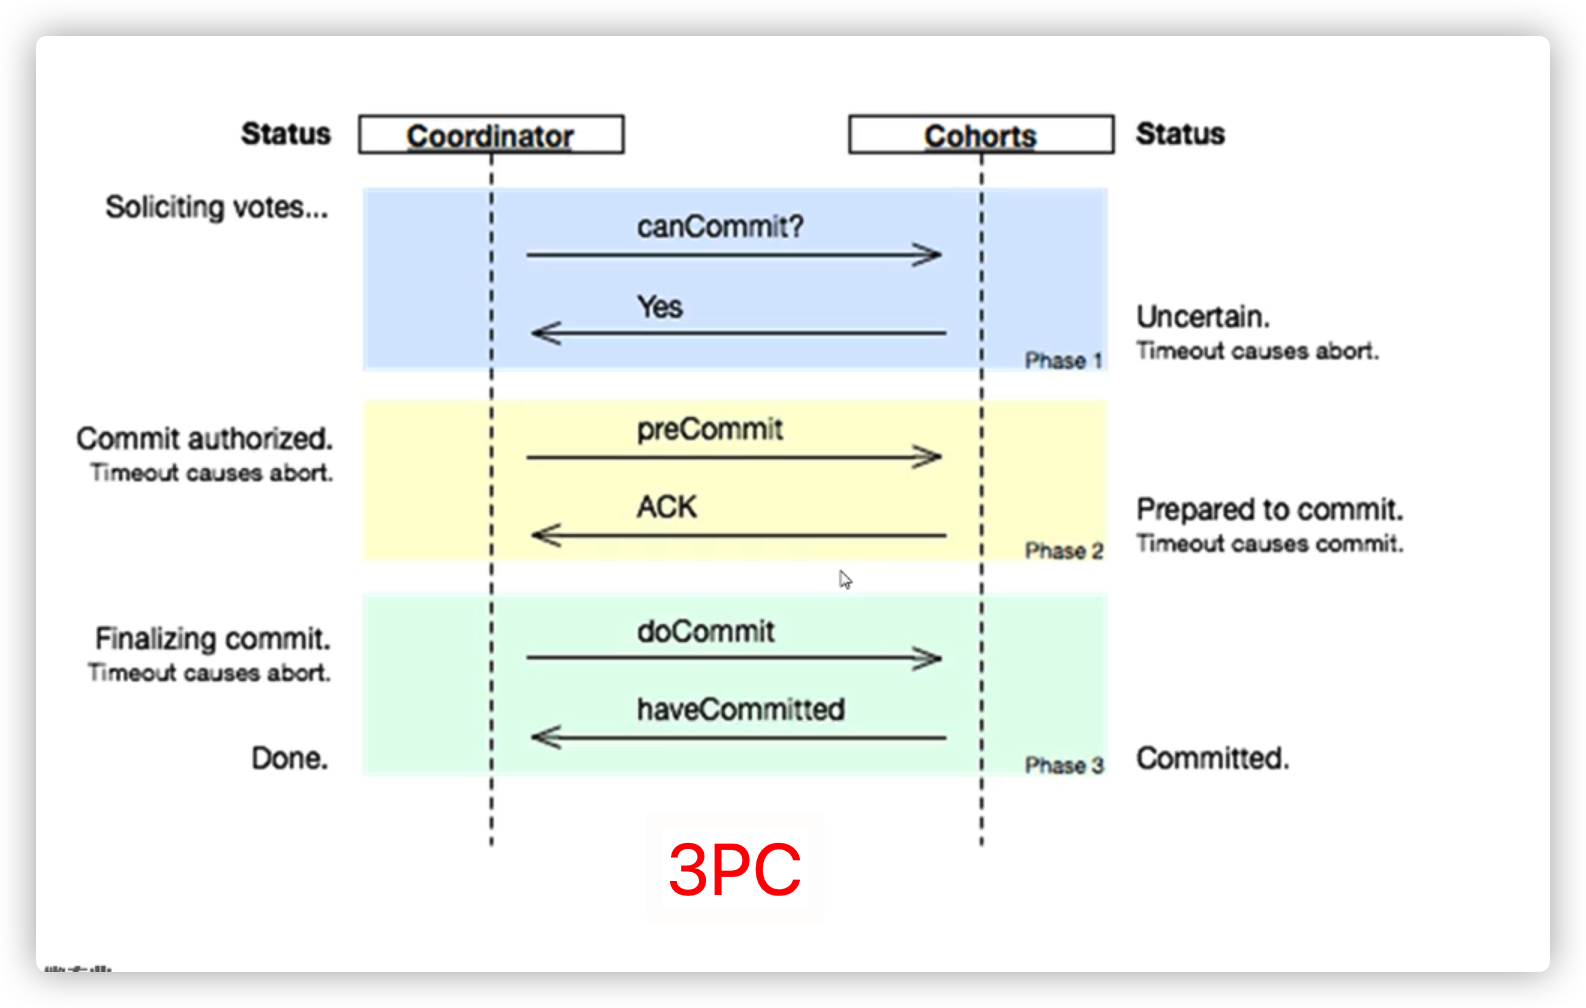 Status Coordinator Cohorts Status
Soliciting votes...
canCommit?
Yes
Uncertain.
Timeout causes abort.
Phase 1
preCommit
Commit authorized.
Timeout causes abort.
ACK
Prepared to commit.
Timeout causes commit.
Phase 2
doCommit
Finalizing commit.
Timeout causes abort.
haveCommitted
Done.
Committed.
Phase 3
3PC